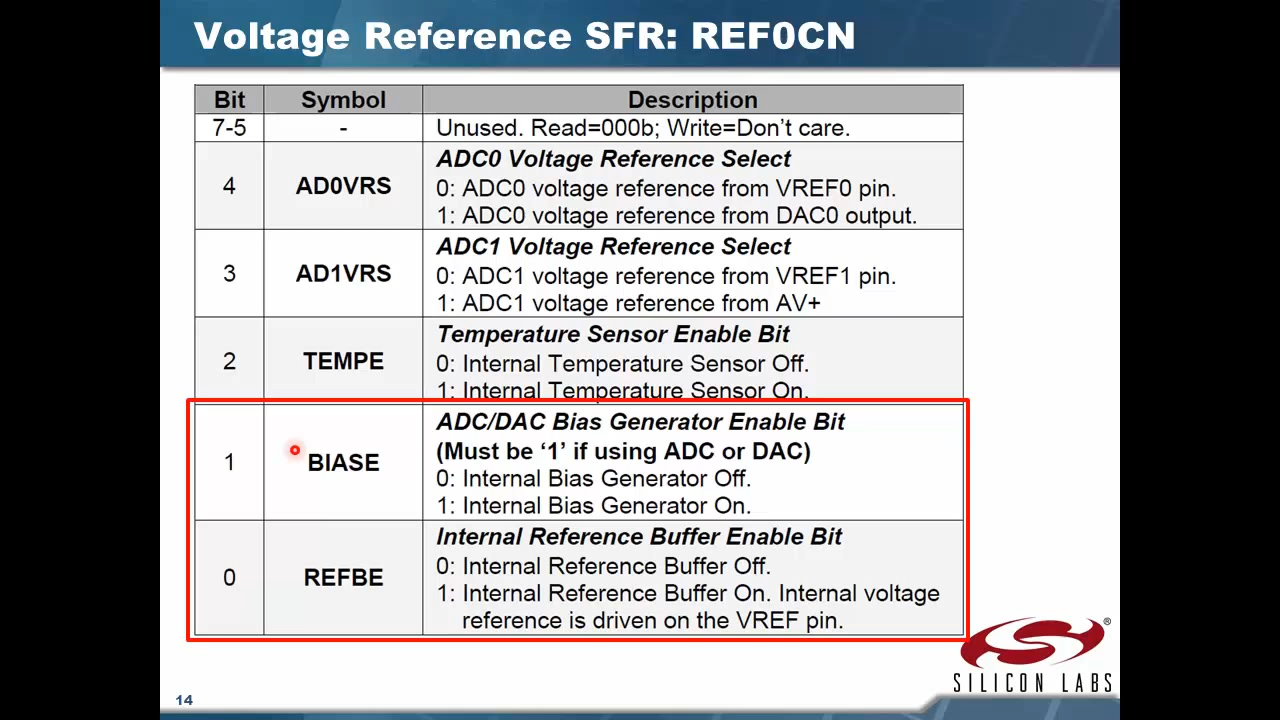 Voltage Reference SFR: REF0CN
Bit Symbol Description
7-5 - Unused. Read=000b; Write=Don't care.
4 AD0VRS ADC0 Voltage Reference Select
0: ADC0 voltage reference from VREF0 pin.
1: ADC0 voltage reference from DAC0 output.
3 AD1VRS ADC1 Voltage Reference Select
0: ADC1 voltage reference from VREF1 pin.
1: ADC1 voltage reference from AV+
2 TEMPE Temperature Sensor Enable Bit
0: Internal Temperature Sensor Off.
1: Internal Temperature Sensor On.
1 BIASE ADC/DAC Bias Generator Enable Bit
(Must be ‘1’ if using ADC or DAC)
0: Internal Bias Generator Off.
1: Internal Bias Generator On.
0 REFBE Internal Reference Buffer Enable Bit
0: Internal Reference Buffer Off.
1: Internal Reference Buffer On. Internal voltage
reference is driven on the VREF pin.
®
SILICON LABS
14